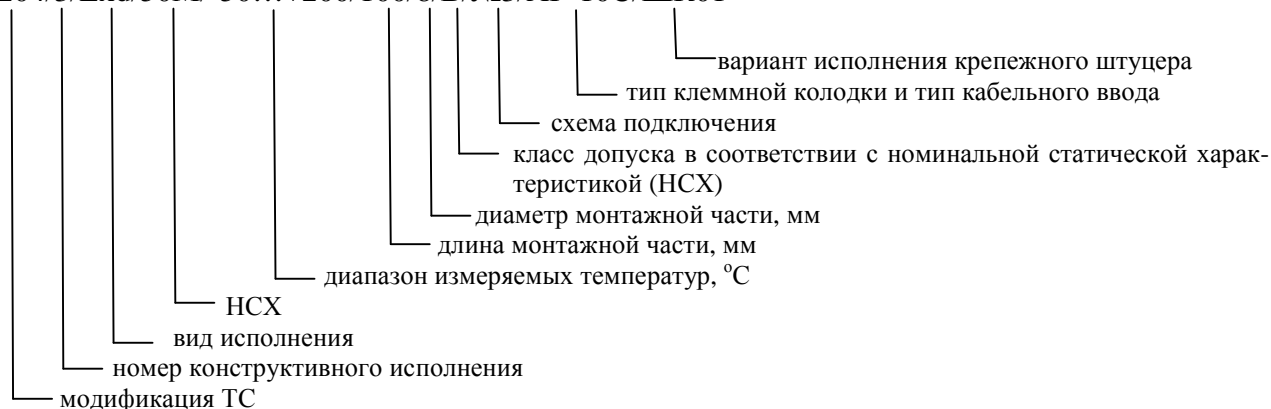 вариант исполнения крепежного штуцера
тип клеммной колодки и тип кабельного ввода
схема подключения
класс допуска в соответствии с номинальной статической харак-
теристикой (НСХ)
диаметр монтажной части, мм
длина монтажной части, мм
диапазон измеряемых температур, °С
НСХ
вид исполнения
номер конструктивного исполнения
модификация ТС